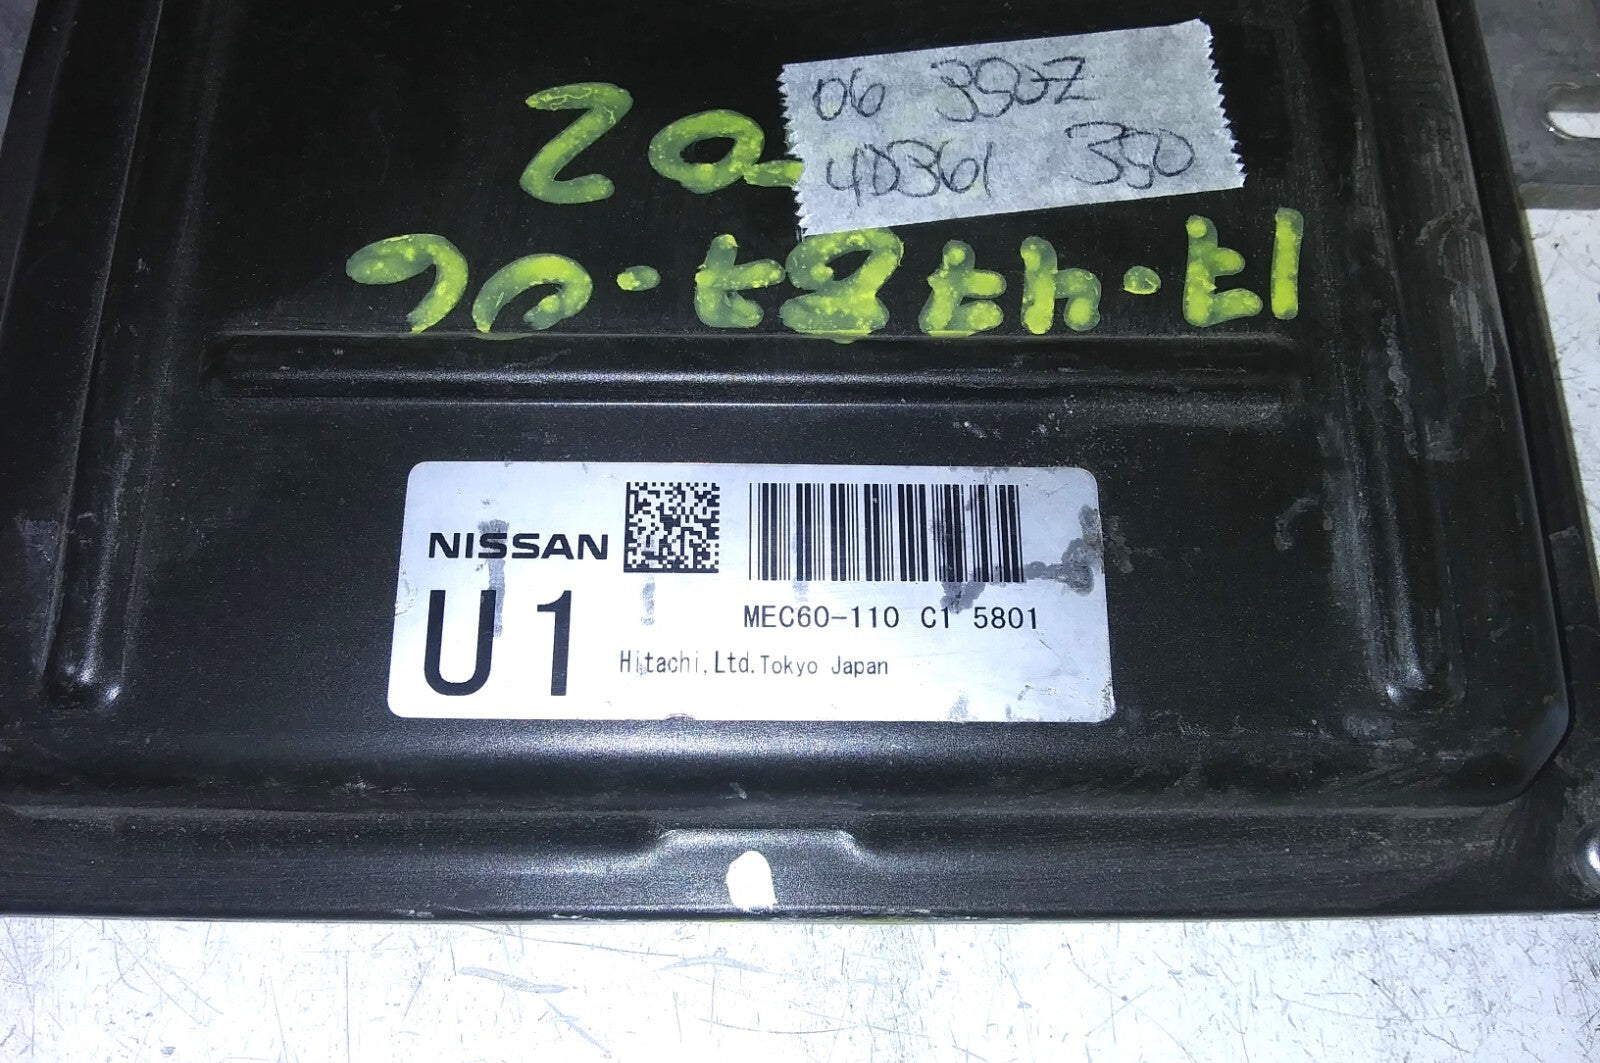 06 350Z
4D361 350
NISSAN
U1
MEC60-110 C1 5801
Hitachi,Ltd.Tokyo Japan